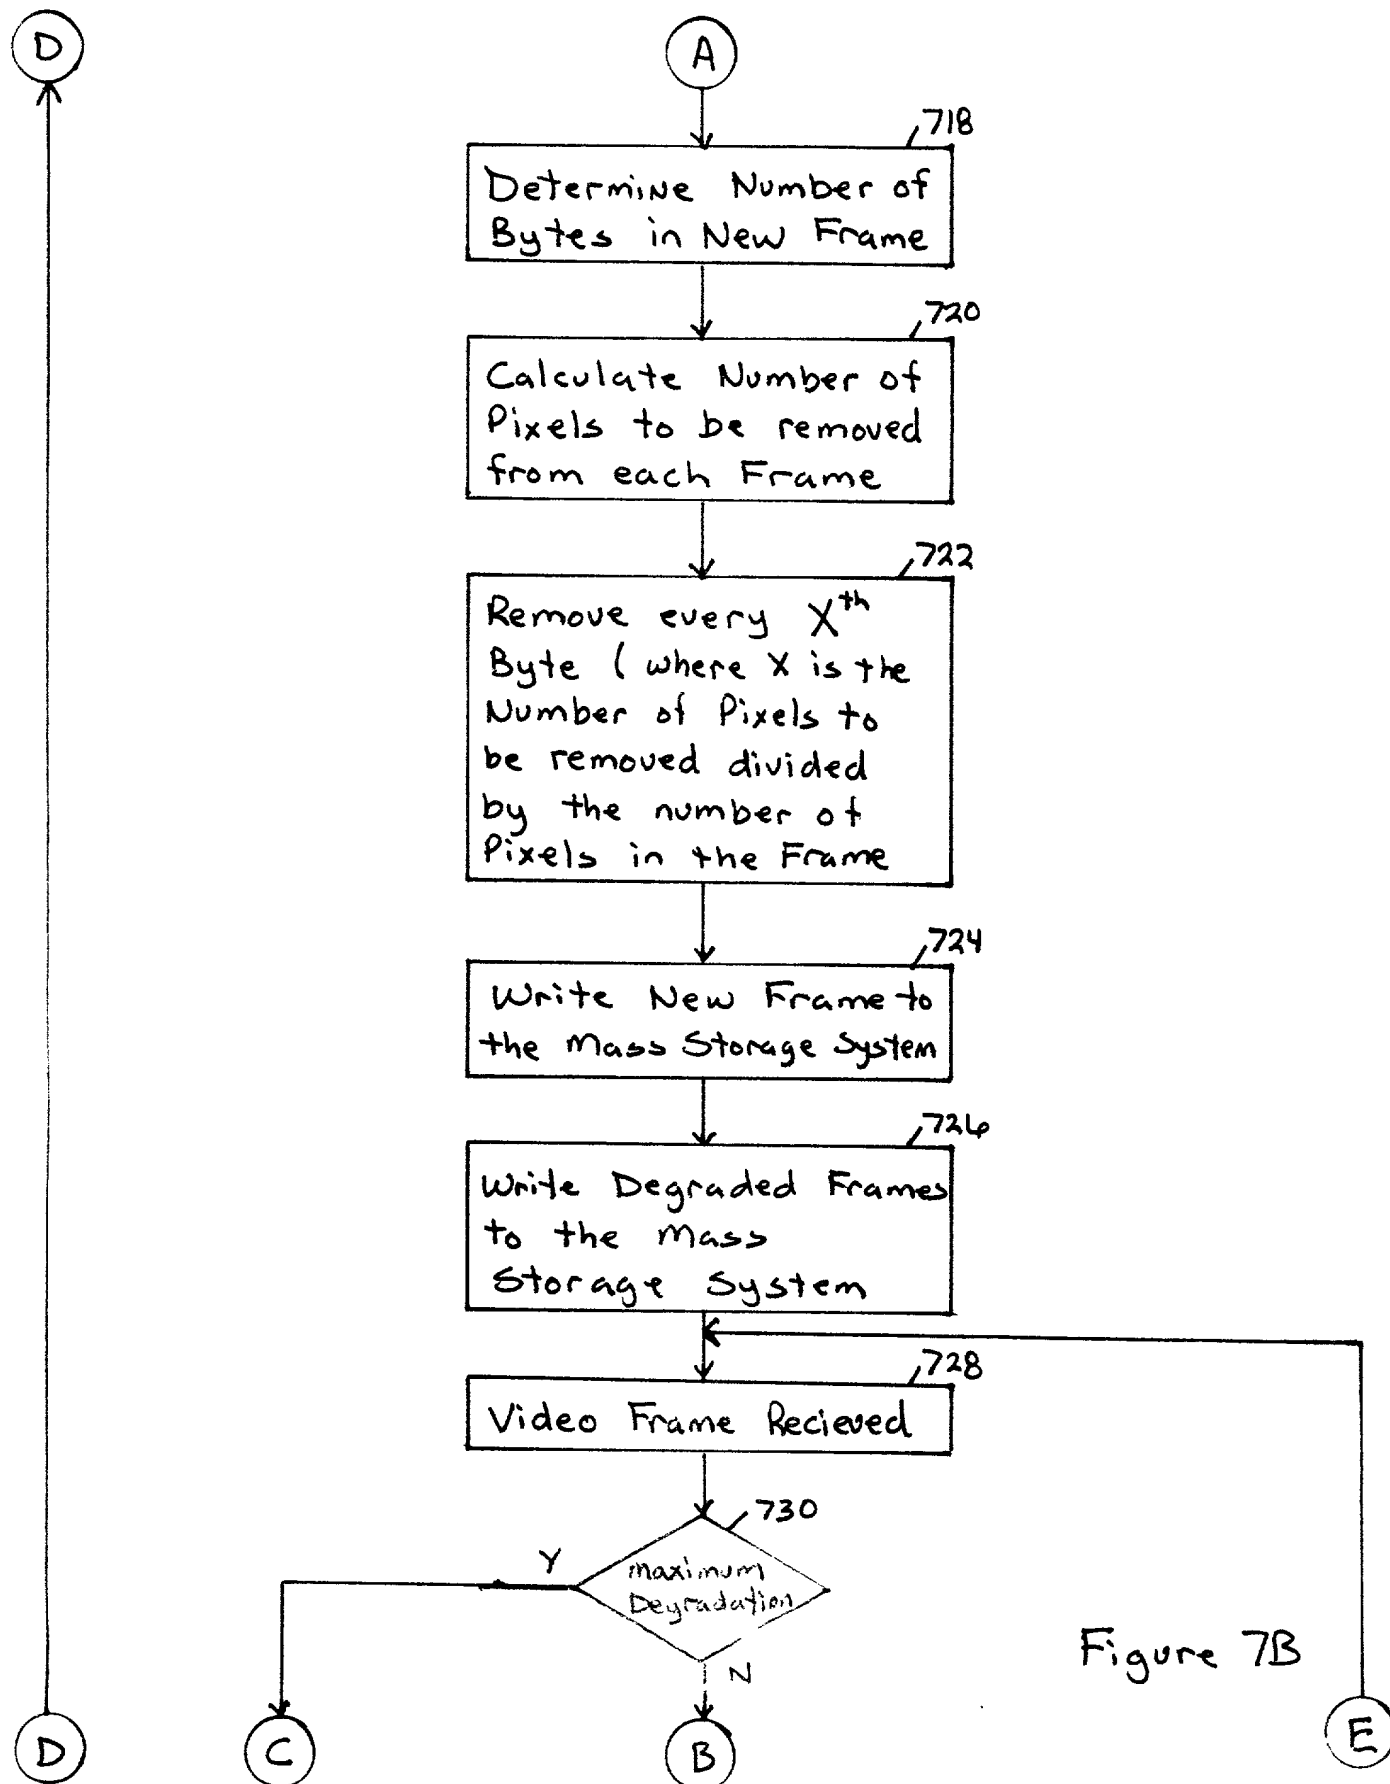 D
A
718
Determine Number of
Bytes in New Frame
720
Calculate Number of
Pixels to be removed
from each Frame
722
Remove every Xth
Byte ( where X is the
Number of Pixels to
be removed divided
by the number of
Pixels in the Frame
724
Write New Frame to
the Mass Storage System
726
Write Degraded Frames
to the Mass
Storage System
728
Video Frame Recieved
730
Y
Maximum
Degradation
N
Figure 7B
D
C
B
E